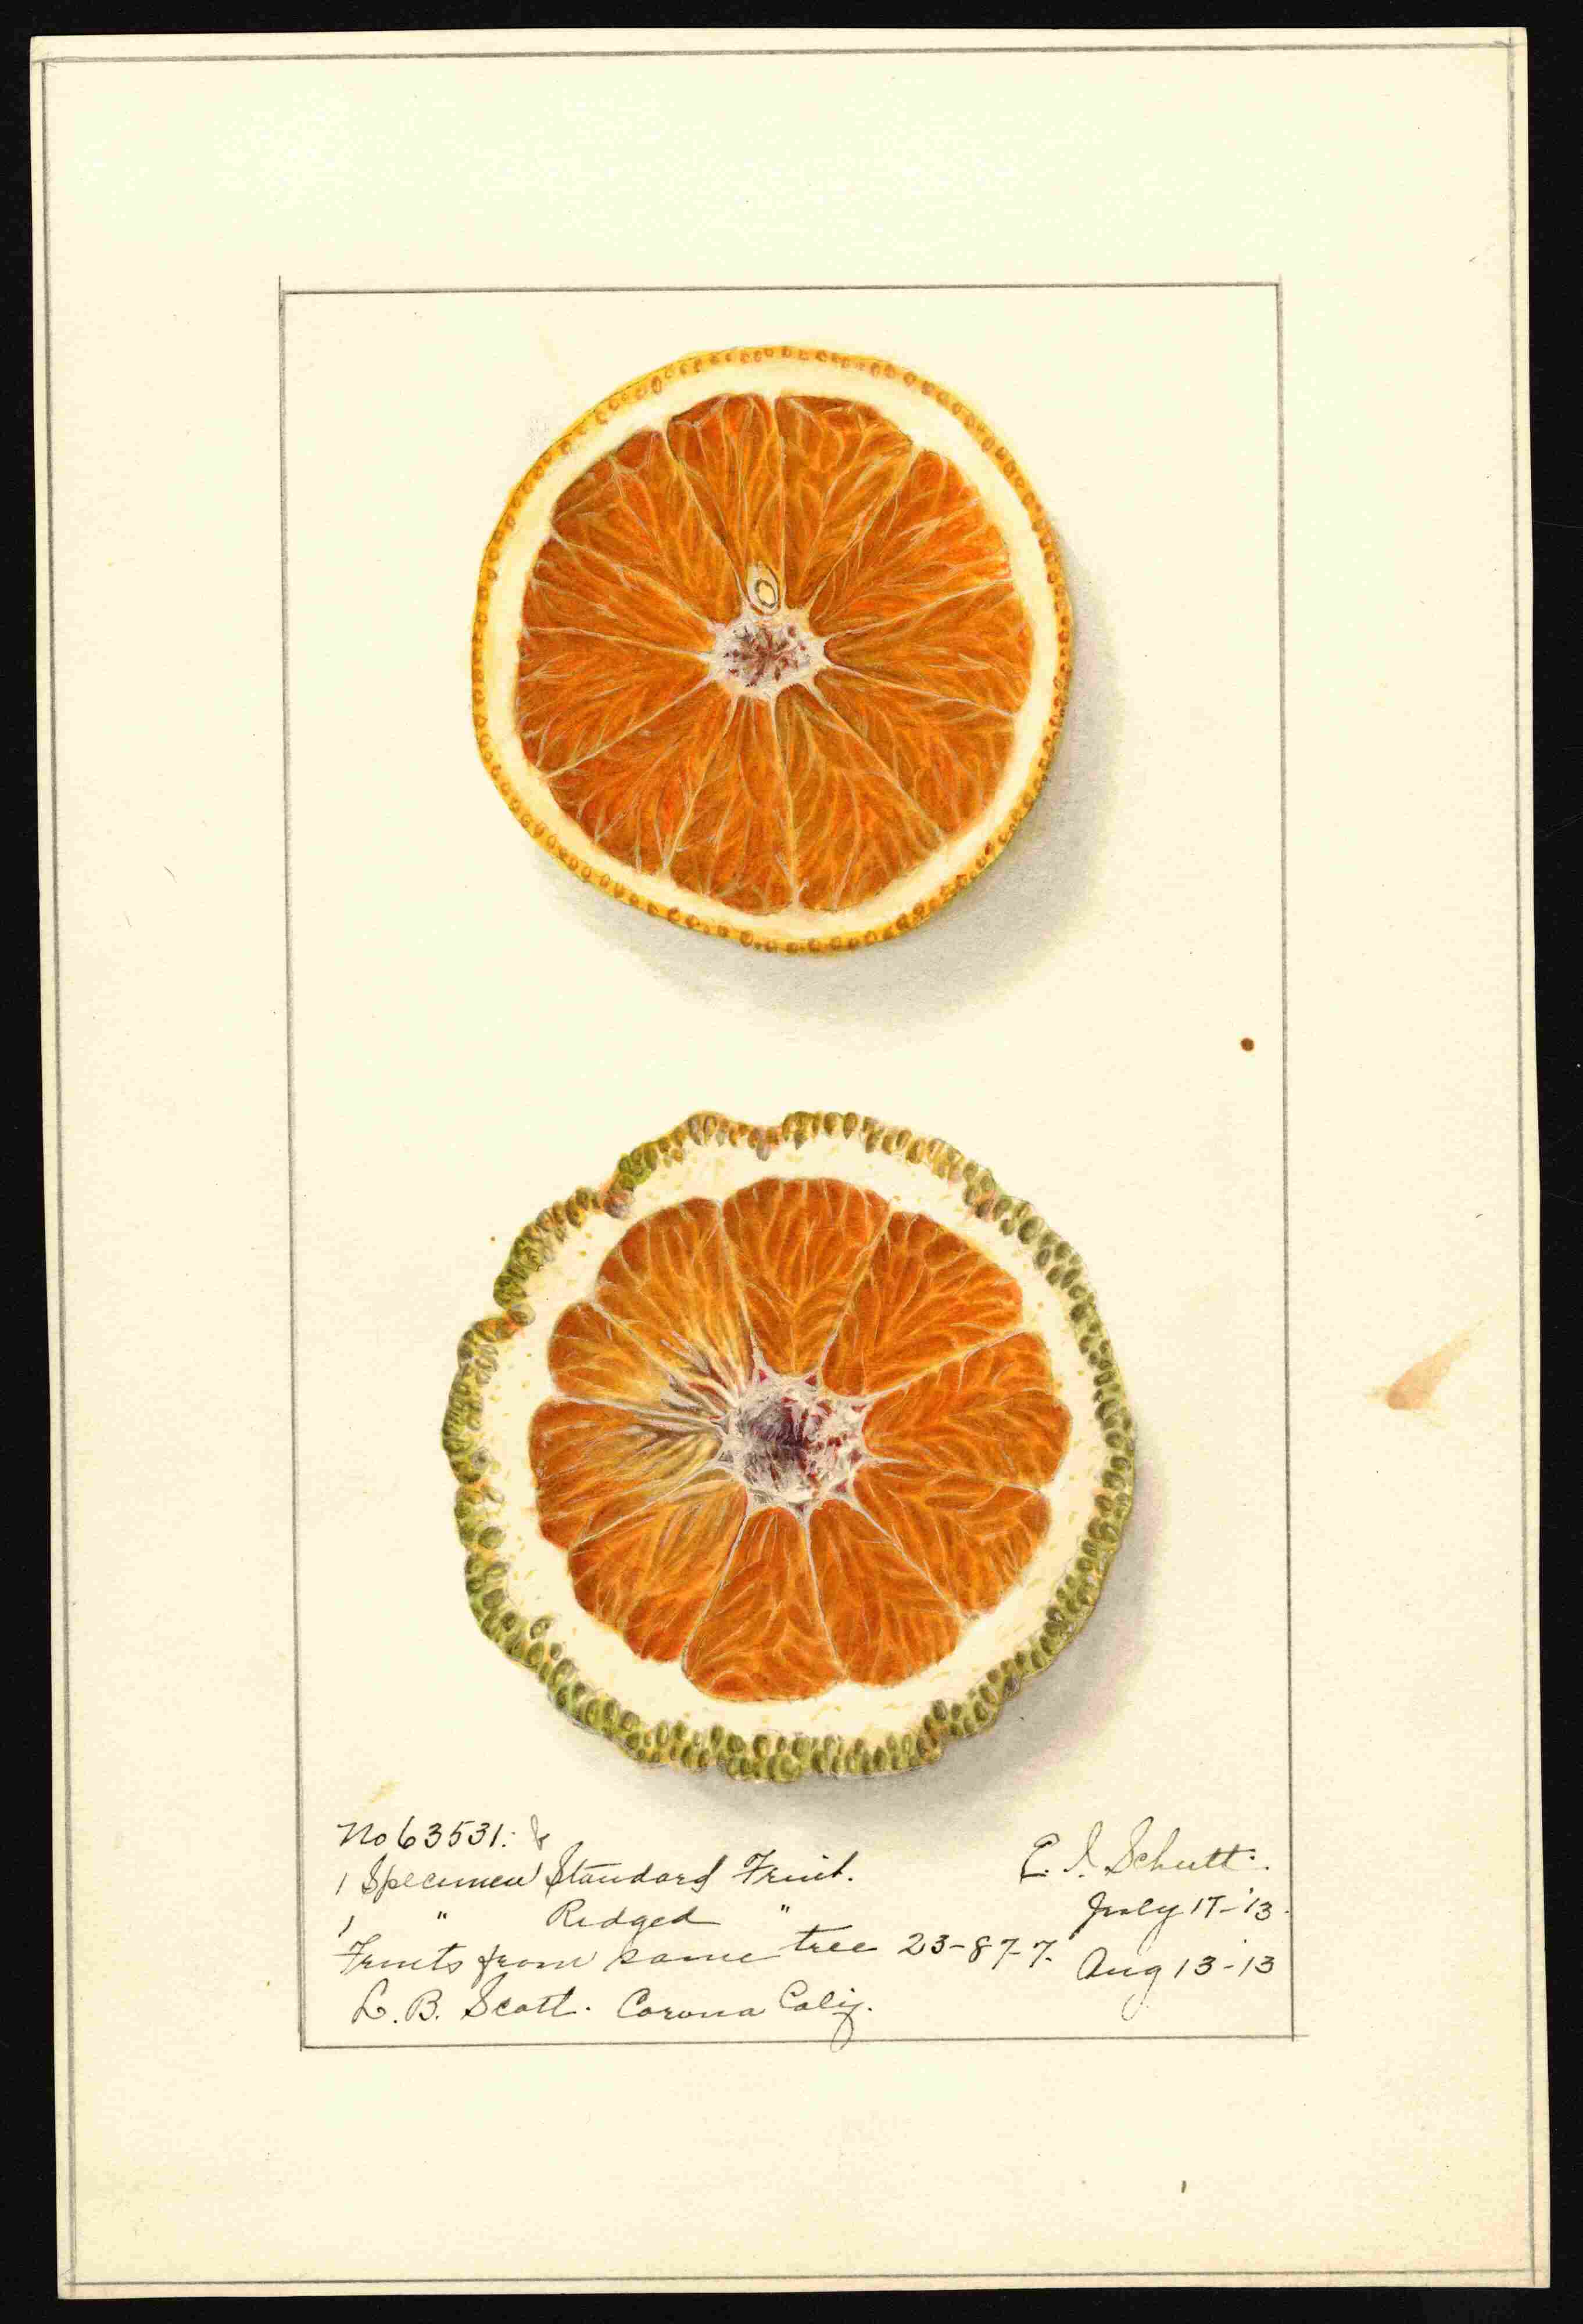 No 63531.
1 Specimen Standard Fruit.
1 " Ridged "
Fruits from same tree 23-87-7.
L. B. Scott. Corona Calif.
E. I. Schutt.
July 17-'13.
Aug 13-'13